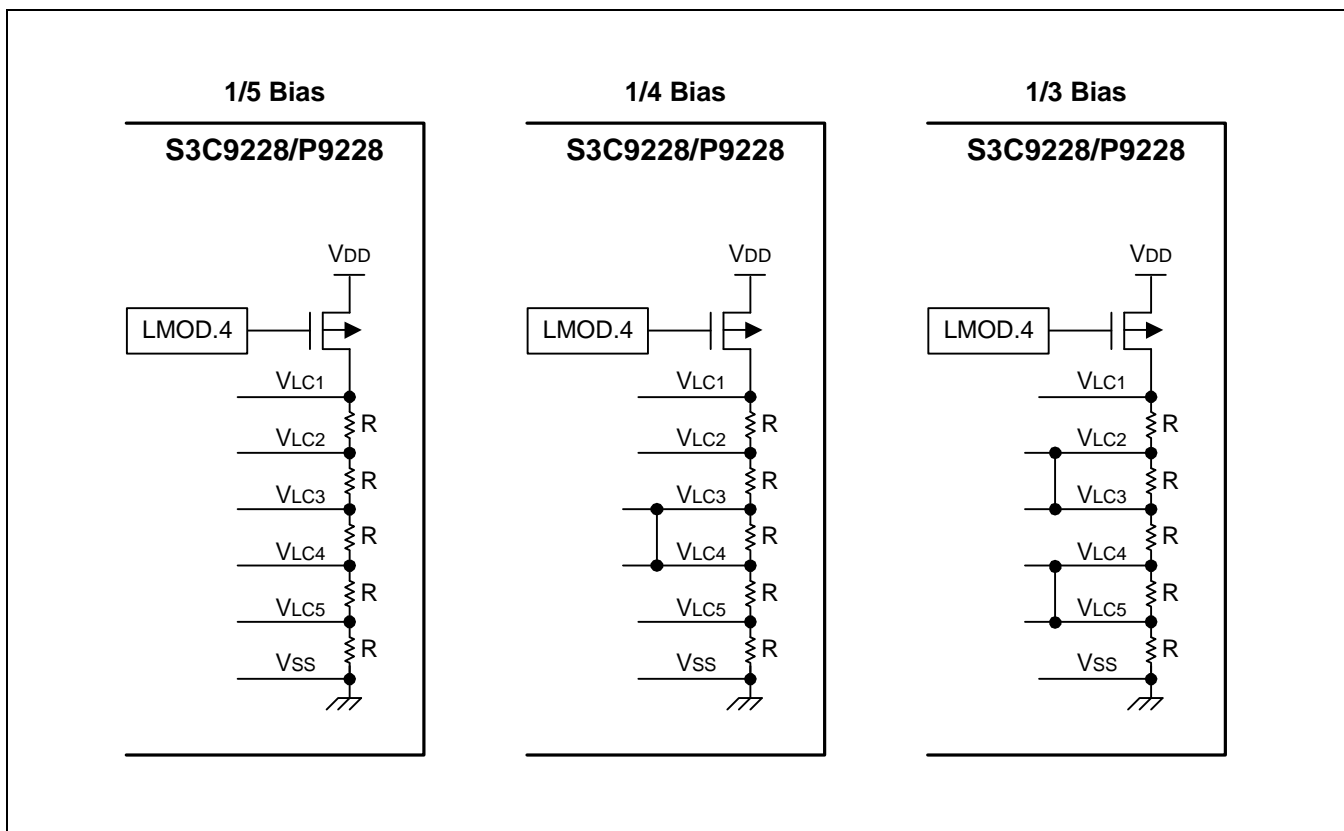 1/5 Bias
S3C9228/P9228
VDD
LMOD.4
VLC1
R
VLC2
R
VLC3
R
VLC4
R
VLC5
R
VSS
1/4 Bias
S3C9228/P9228
VDD
LMOD.4
VLC1
R
VLC2
R
VLC3
R
VLC4
R
VLC5
R
VSS
1/3 Bias
S3C9228/P9228
VDD
LMOD.4
VLC1
R
VLC2
R
VLC3
R
VLC4
R
VLC5
R
VSS